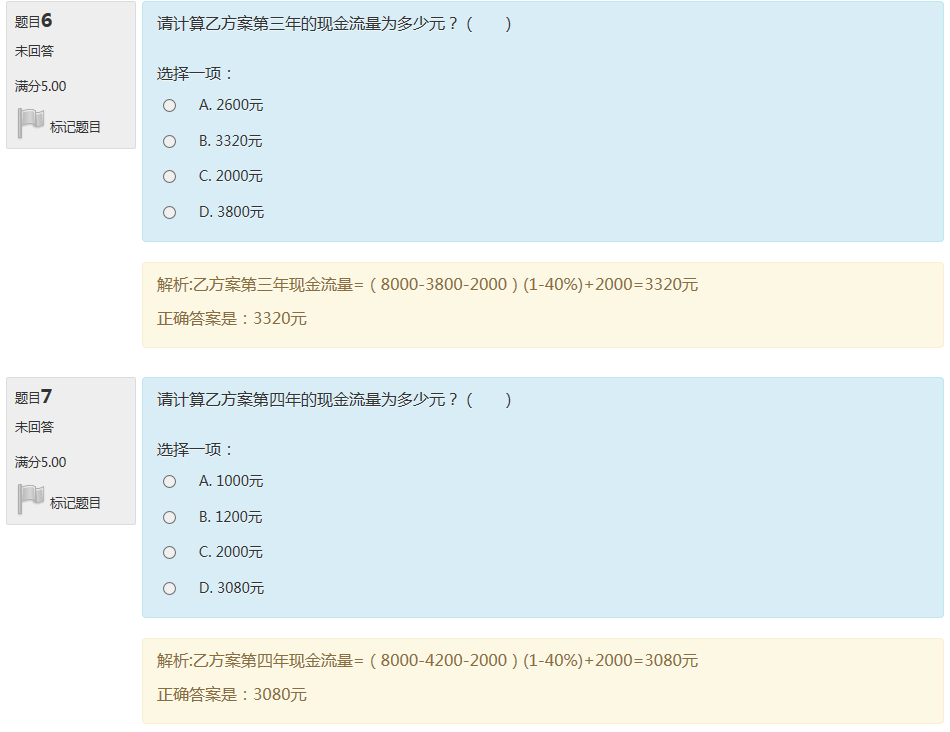 题目6
未回答
满分5.00
标记题目
请计算乙方案第三年的现金流量为多少元？（　　）
选择一项：
A. 2600元
B. 3320元
C. 2000元
D. 3800元
解析:乙方案第三年现金流量=（8000-3800-2000）(1-40%)+2000=3320元
正确答案是：3320元
题目7
未回答
满分5.00
标记题目
请计算乙方案第四年的现金流量为多少元？（　　）
选择一项：
A. 1000元
B. 1200元
C. 2000元
D. 3080元
解析:乙方案第四年现金流量=（8000-4200-2000）(1-40%)+2000=3080元
正确答案是：3080元